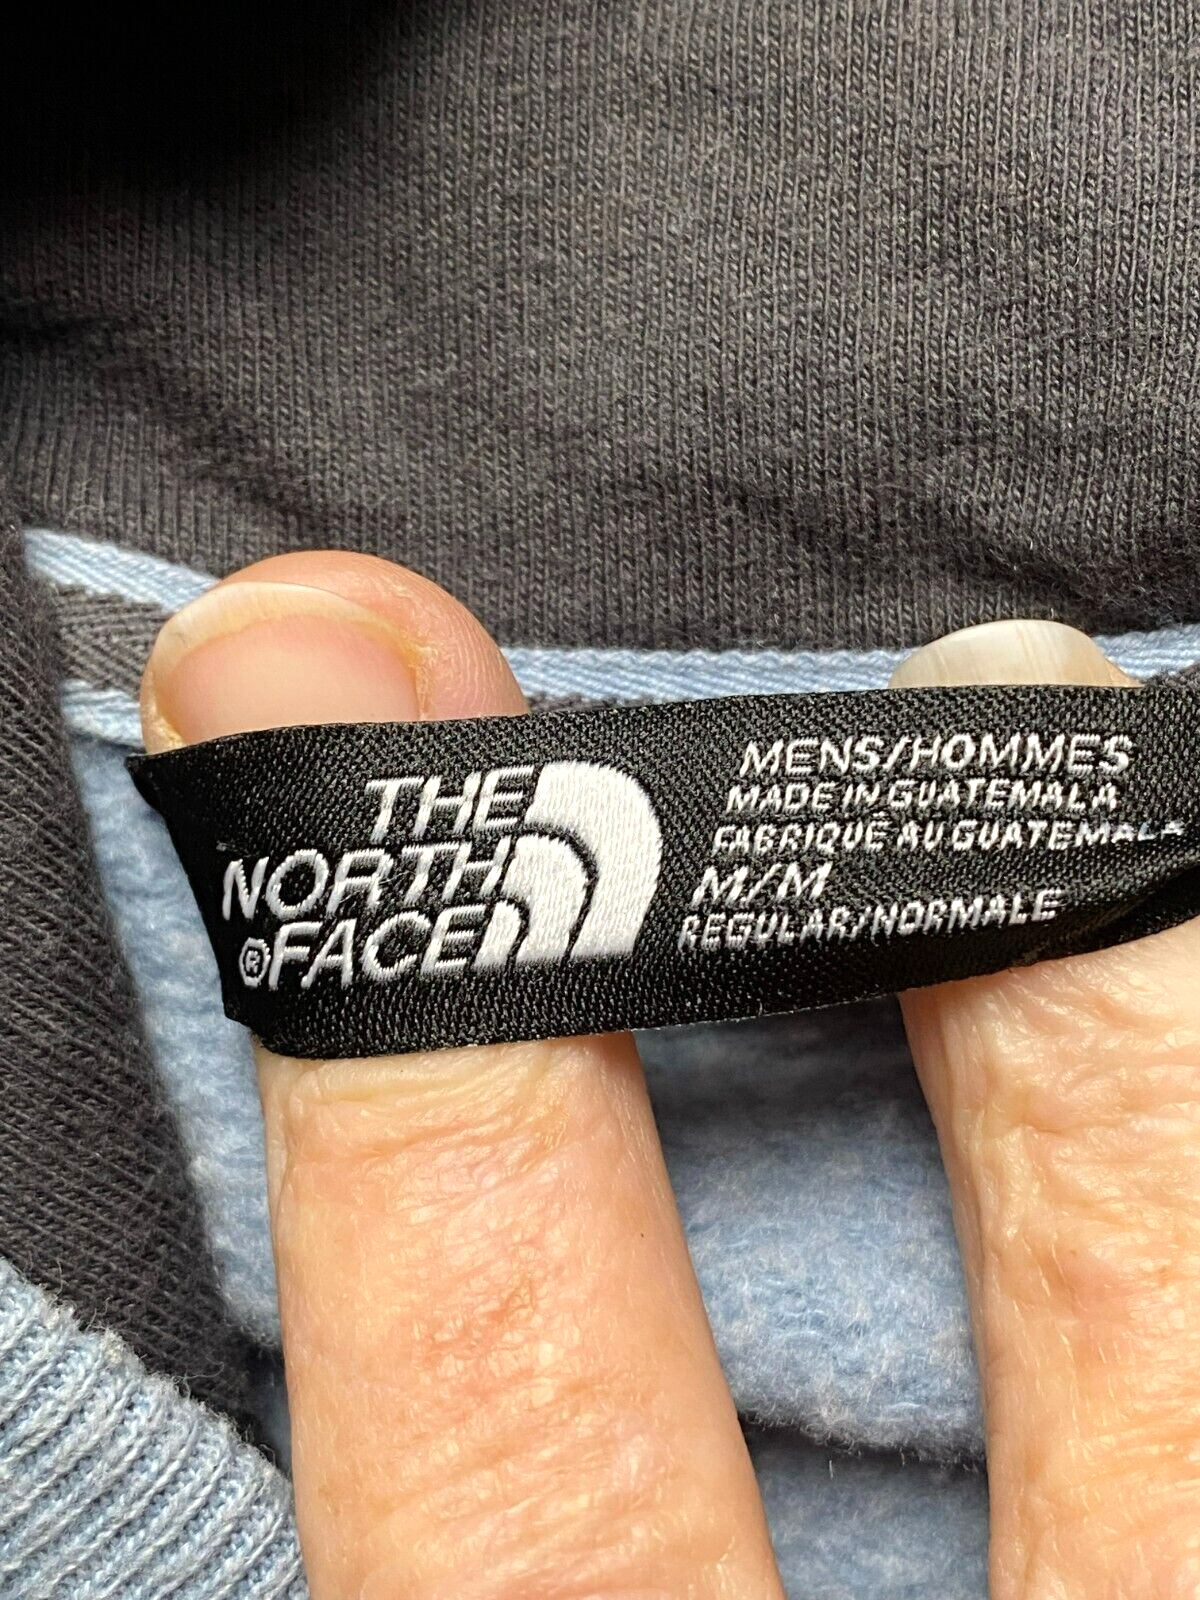 THE
NORTH
®FACE
MENS/HOMMES
MADE IN GUATEMALA
FABRIQUÉ AU GUATEMALA
M/M
REGULAR/NORMALE